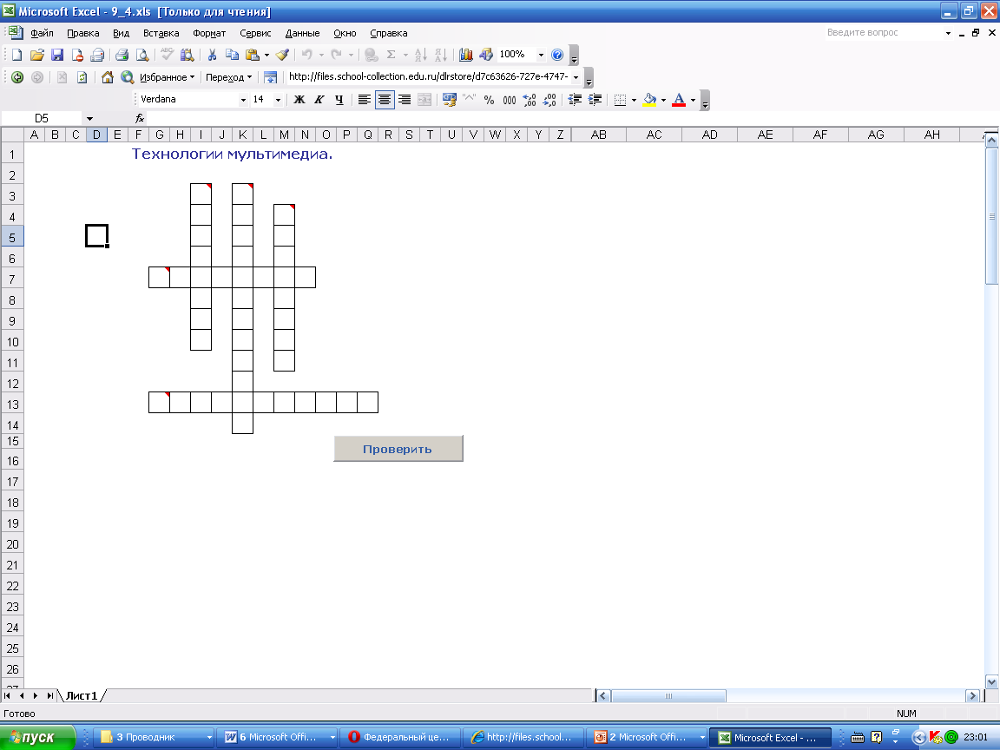 Microsoft Excel - 9_4.xls [Только для чтения]
Файл Правка Вид Вставка Формат Сервис Данные Окно Справка Введите вопрос
100%
Избранное Переход http://files.school-collection.edu.ru/dlrstore/d7c63626-727e-4747-
Verdana 14 Ж К Ч % 000 A
D5 fx
A B C D E F G H I J K L M N O P Q R S T U V W X Y Z AB AC AD AE AF AG AH
1 Технологии мультимедиа.
2
3
4
5
6
7
8
9
10
11
12
13
14
15
Проверить
16
17
18
19
20
21
22
23
24
25
26
Лист1
Готово NUM
пуск 3 Проводник 6 Microsoft Offi... Федеральный це... http://files.school... 2 Microsoft Offi... Microsoft Excel - ... 23:01